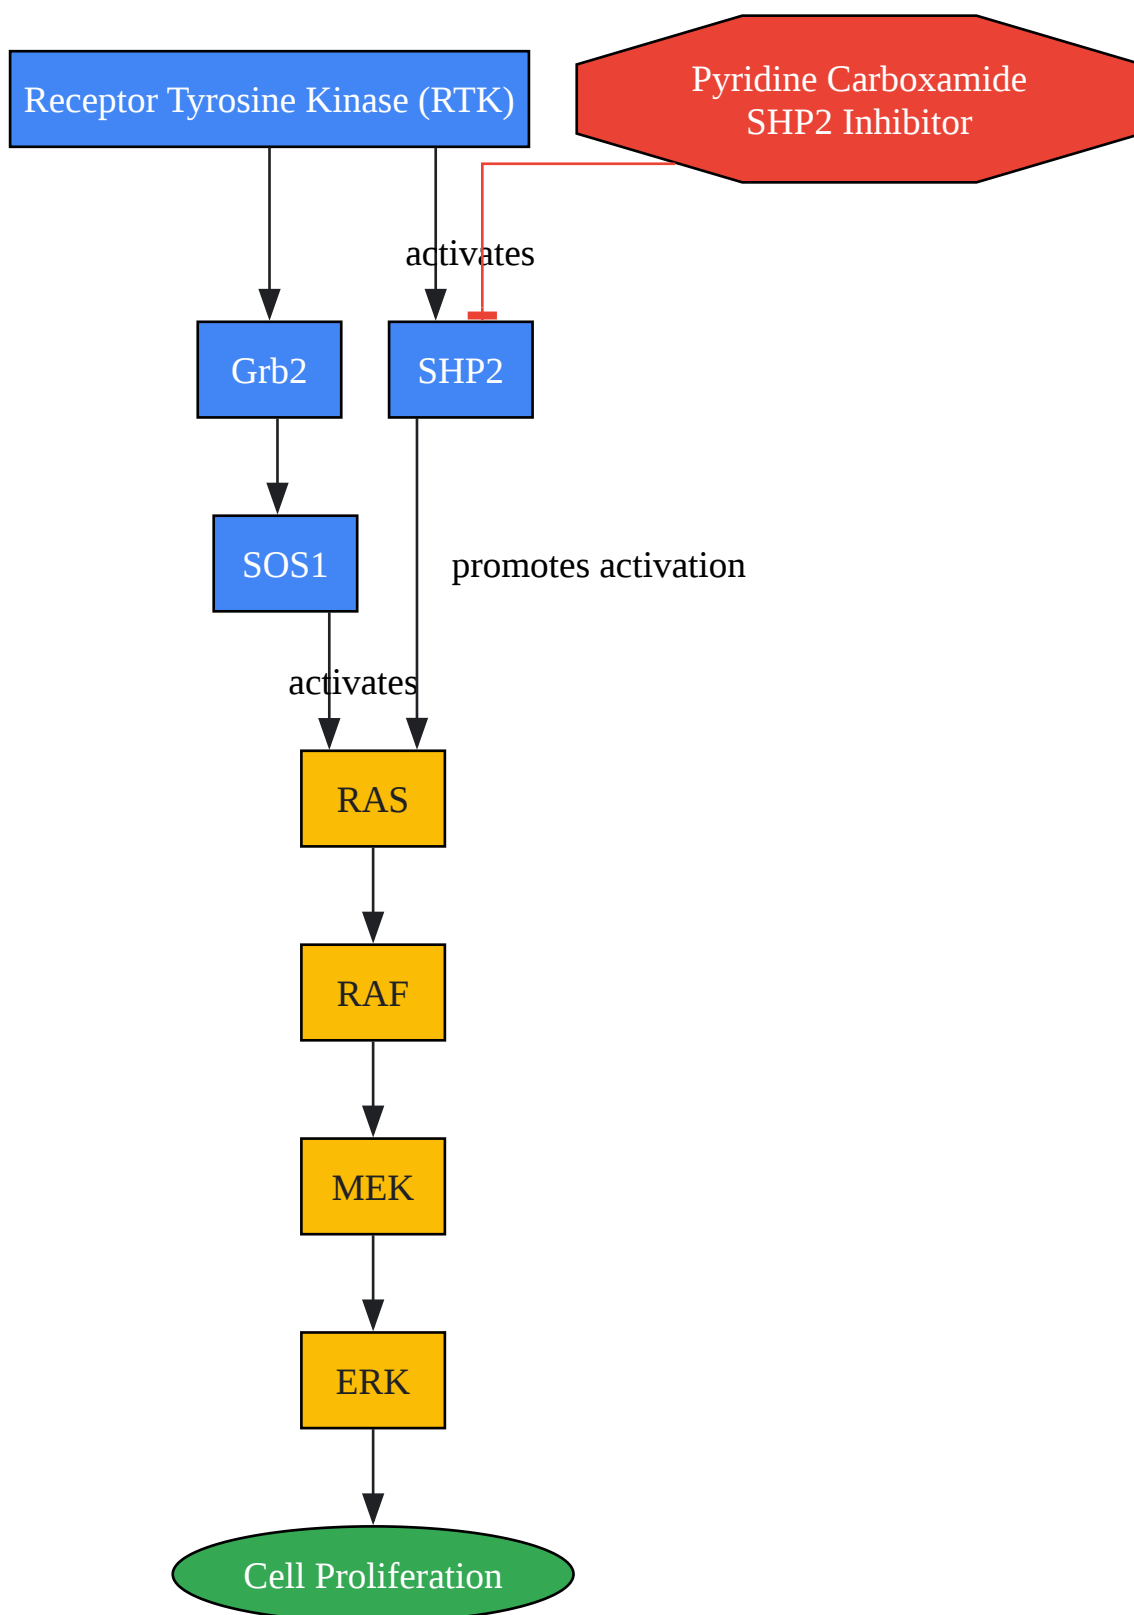 Receptor Tyrosine Kinase (RTK)
Pyridine Carboxamide
SHP2 Inhibitor
activates
Grb2
SHP2
SOS1
promotes activation
activates
RAS
RAF
MEK
ERK
Cell Proliferation